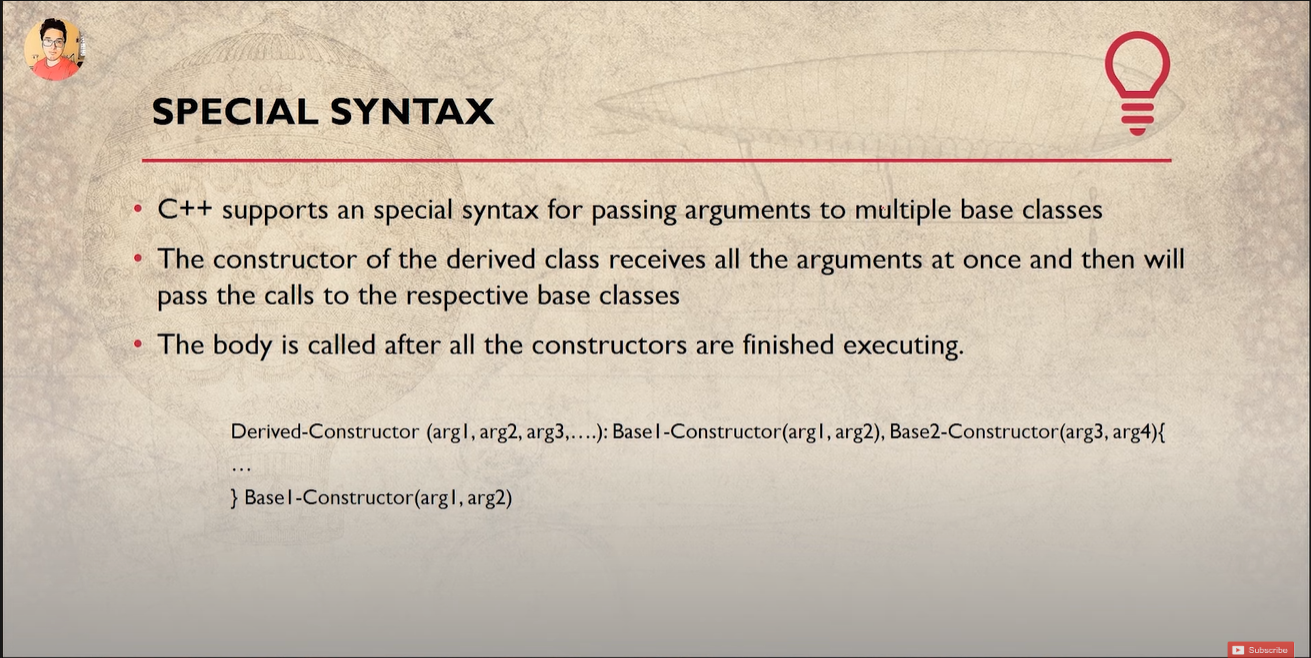 SPECIAL SYNTAX
• C++ supports an special syntax for passing arguments to multiple base classes
• The constructor of the derived class receives all the arguments at once and then will
pass the calls to the respective base classes
• The body is called after all the constructors are finished executing.
Derived-Constructor (arg1, arg2, arg3,….): Base1-Constructor(arg1, arg2), Base2-Constructor(arg3, arg4){
…
} Base1-Constructor(arg1, arg2)
Subscribe